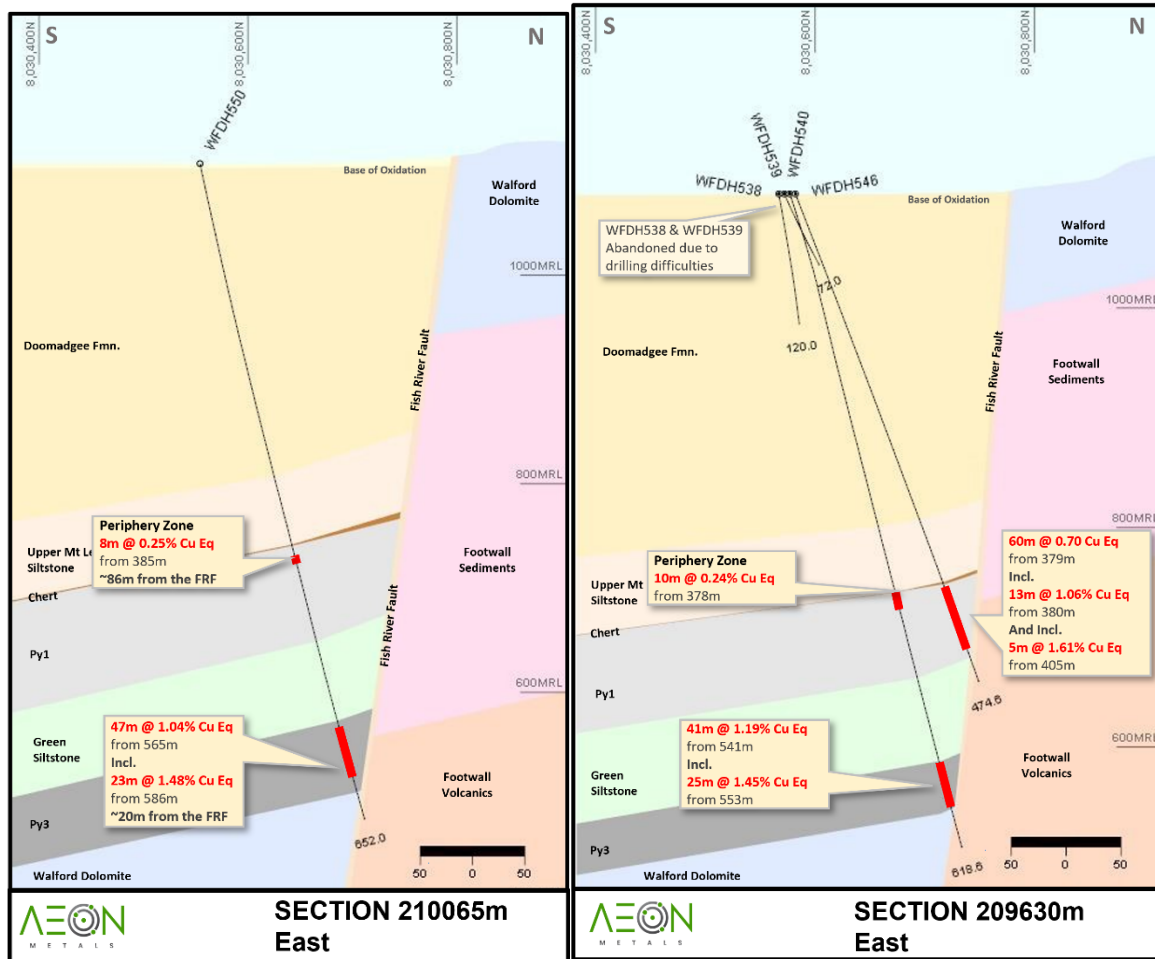 S
N
8,030,400N
8,030,600N
8,030,800N
WFDH550
Base of Oxidation
Walford
Dolomite
1000MRL
Doomadgee Fmn.
Fish River Fault
800MRL
Periphery Zone
8m @ 0.25% Cu Eq
from 385m
~86m from the FRF
Upper Mt Le
Siltstone
Chert
Footwall
Sediments
Fish River Fault
Py1
600MRL
47m @ 1.04% Cu Eq
from 565m
Incl.
23m @ 1.48% Cu Eq
from 586m
~20m from the FRF
Green
Siltstone
Footwall
Volcanics
Py3
652.0
50 0 50
Walford Dolomite
AEON
METALS
SECTION 210065m
East
S
N
8,030,400N
8,030,600N
8,030,800N
WFDH539
WFDH540
WFDH538
WFDH546
Base of Oxidation
WFDH538 & WFDH539
Abandoned due to
drilling difficulties
Walford
Dolomite
72.0
1000MRL
120.0
Doomadgee Fmn.
Fish River Fault
Footwall
Sediments
800MRL
60m @ 0.70 Cu Eq
from 379m
Incl.
13m @ 1.06% Cu Eq
from 380m
And Incl.
5m @ 1.61% Cu Eq
from 405m
Periphery Zone
10m @ 0.24% Cu Eq
from 378m
Upper Mt
Siltstone
Chert
Py1
474.6
600MRL
41m @ 1.19% Cu Eq
from 541m
Incl.
25m @ 1.45% Cu Eq
from 553m
Green
Siltstone
Footwall
Volcanics
Py3
618.6
50 0 50
Walford Dolomite
AEON
METALS
SECTION 209630m
East